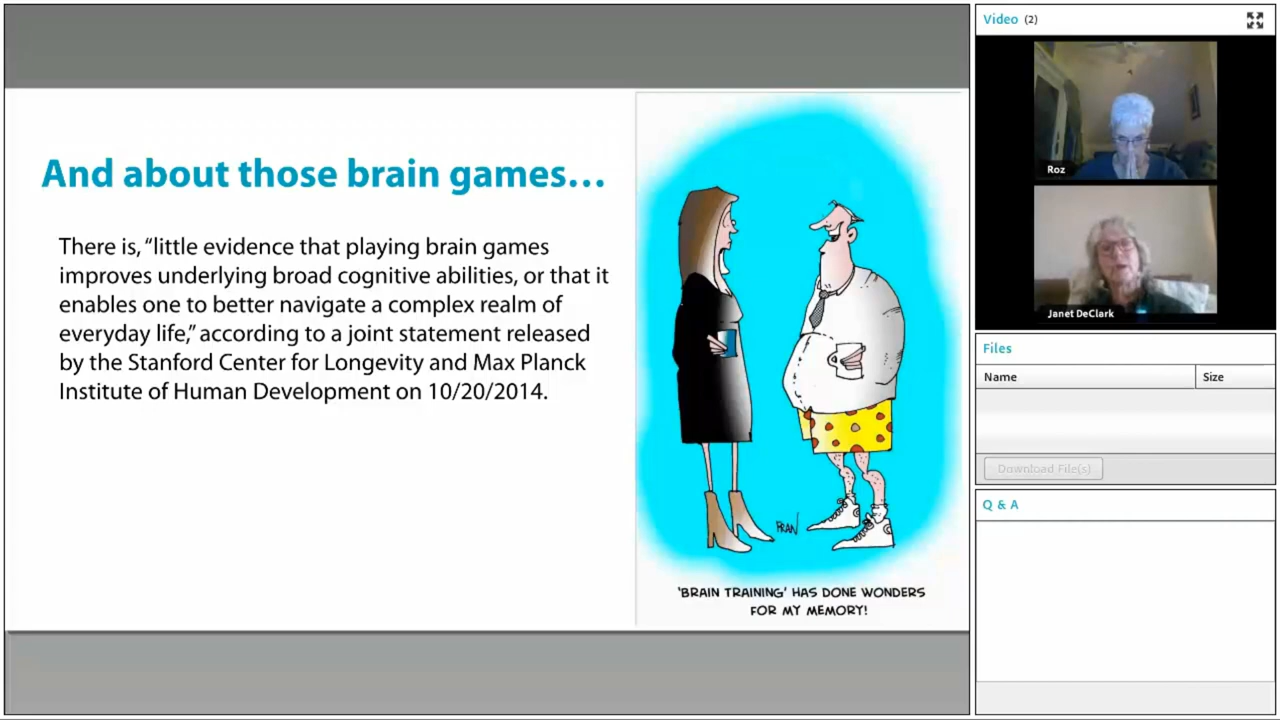 And about those brain games…
There is, “little evidence that playing brain games
improves underlying broad cognitive abilities, or that it
enables one to better navigate a complex realm of
everyday life,” according to a joint statement released
by the Stanford Center for Longevity and Max Planck
Institute of Human Development on 10/20/2014.
BRAN
‘BRAIN TRAINING’ HAS DONE WONDERS
FOR MY MEMORY!
Video (2)
Roz
Janet DeClark
Files
Name Size
Download File(s)
Q & A